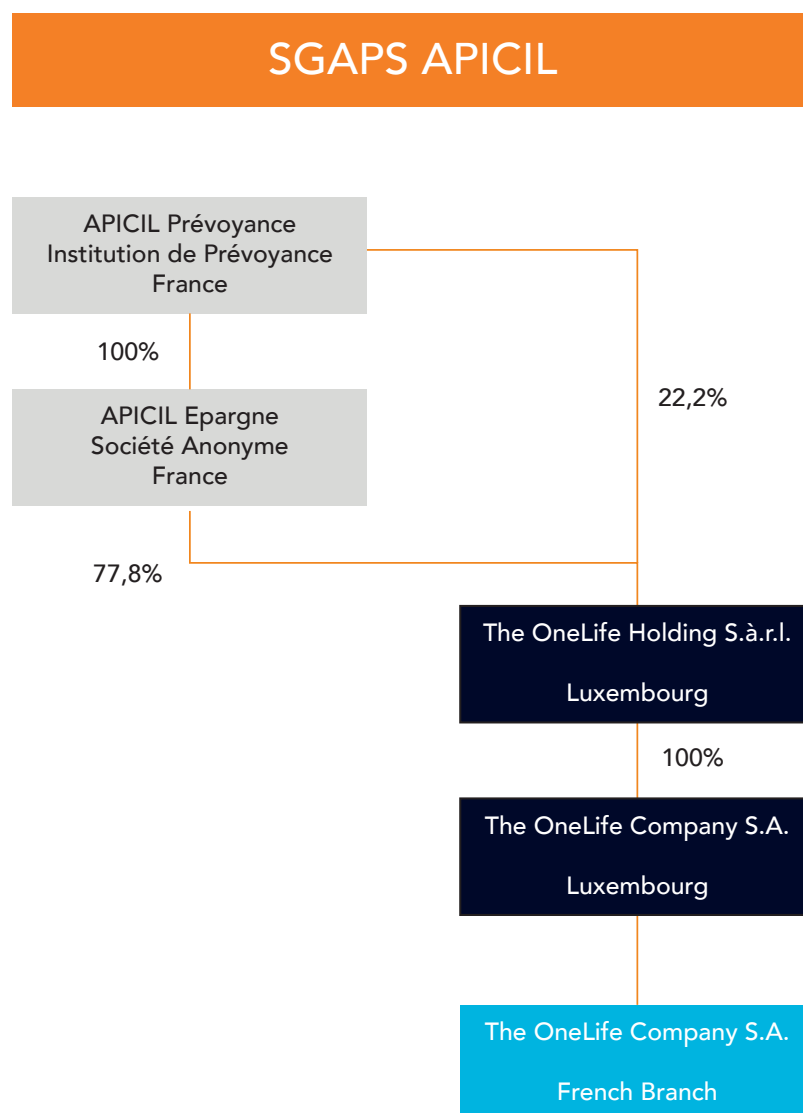 SGAPS APICIL
APICIL Prévoyance
Institution de Prévoyance
France
100%
22,2%
APICIL Epargne
Société Anonyme
France
77,8%
The OneLife Holding S.à.r.l.
Luxembourg
100%
The OneLife Company S.A.
Luxembourg
The OneLife Company S.A.
French Branch